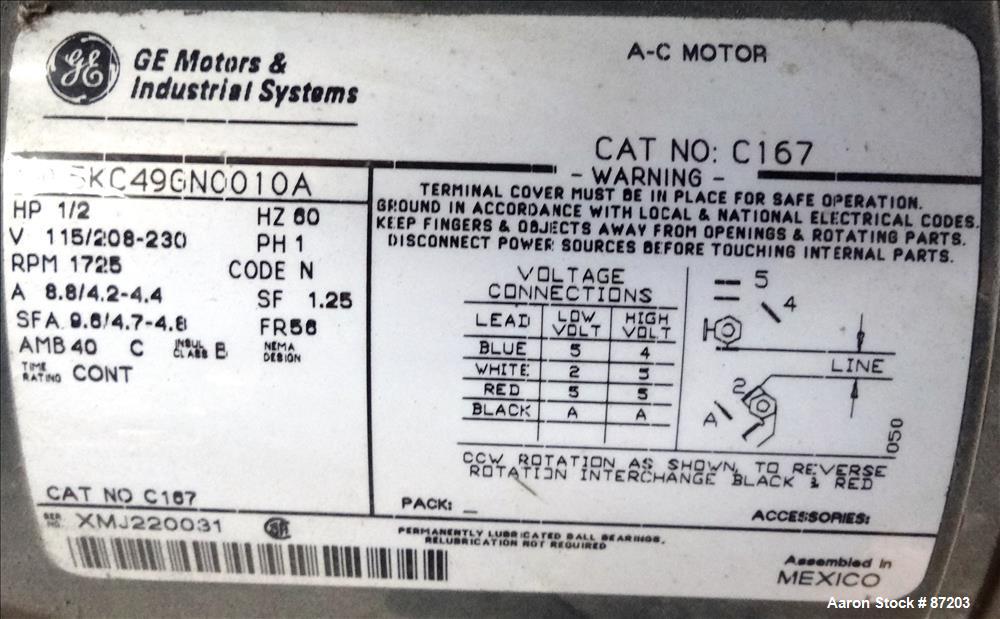 GE
GE Motors &
Industrial Systems
A-C MOTOR
CAT NO: C167
5KC49GN0010A
HP 1/2
HZ 60
V 115/208-230
PH 1
RPM 1725
CODE N
A 8.8/4.2-4.4
SF 1.25
SFA 9.6/4.7-4.8
FR56
AMB 40 C
INSUL CLASS B
NEMA DESIGN
TIME RATING CONT
- WARNING -
TERMINAL COVER MUST BE IN PLACE FOR SAFE OPERATION.
GROUND IN ACCORDANCE WITH LOCAL & NATIONAL ELECTRICAL CODES.
KEEP FINGERS & OBJECTS AWAY FROM OPENINGS & ROTATING PARTS.
DISCONNECT POWER SOURCES BEFORE TOUCHING INTERNAL PARTS.
VOLTAGE
CONNECTIONS
LEAD LOW VOLT HIGH VOLT
BLUE 5 4
WHITE 2 5
RED 5 5
BLACK A A
5
4
LINE
2
A
050
CCW ROTATION AS SHOWN, TO REVERSE
ROTATION INTERCHANGE BLACK & RED
CAT NO C167
PACK:
ACCESSORIES:
SER. NO. XMJ220031
PERMANENTLY LUBRICATED BALL BEARINGS.
RELUBRICATION NOT REQUIRED
Assembled in
MEXICO
Aaron Stock # 87203